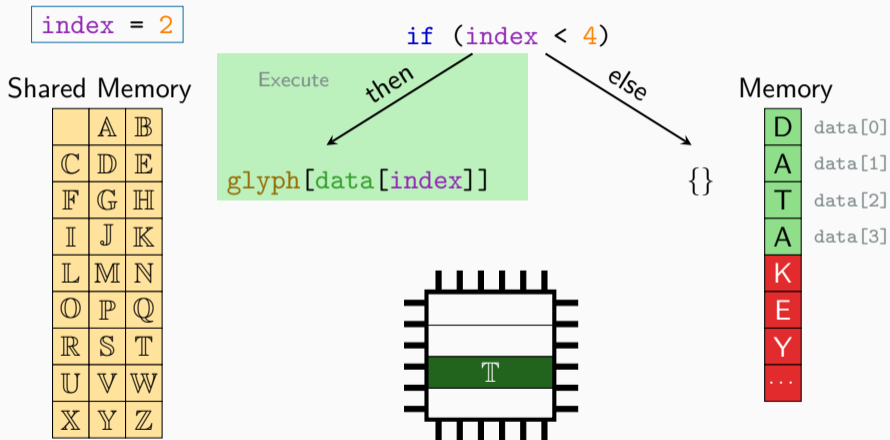 index = 2
if (index < 4)
Execute
then
else
glyph[data[index]]
{}
Shared Memory
𝔸 𝔹
ℂ 𝔻 𝔼
𝔽 𝔾 ℍ
𝕀 𝕁 𝕂
𝕃 𝕄 ℕ
𝕆 ℙ ℚ
ℝ 𝕊 𝕋
𝕌 𝕍 𝕎
𝕏 𝕐 ℤ
𝕋
Memory
D data[0]
A data[1]
T data[2]
A data[3]
K
E
Y
...